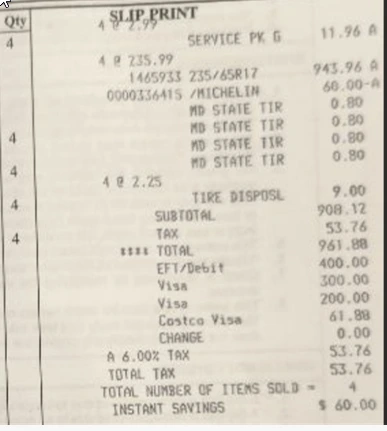 Qty SLIP PRINT
4 4 @ 2.99
SERVICE PK G 11.96 A
4 @ 235.99
1465933 235/65R17 943.96 A
0000336415 /MICHELIN 60.00-A
MD STATE TIR 0.80
MD STATE TIR 0.80
4 MD STATE TIR 0.80
MD STATE TIR 0.80
4 4 @ 2.25
4 TIRE DISPOSL 9.00
SUBTOTAL 908.12
4 TAX 53.76
**** TOTAL 961.88
EFT/Debit 400.00
Visa 300.00
Visa 200.00
Costco Visa 61.88
CHANGE 0.00
A 6.00% TAX 53.76
TOTAL TAX 53.76
TOTAL NUMBER OF ITEMS SOLD = 4
INSTANT SAVINGS $ 60.00